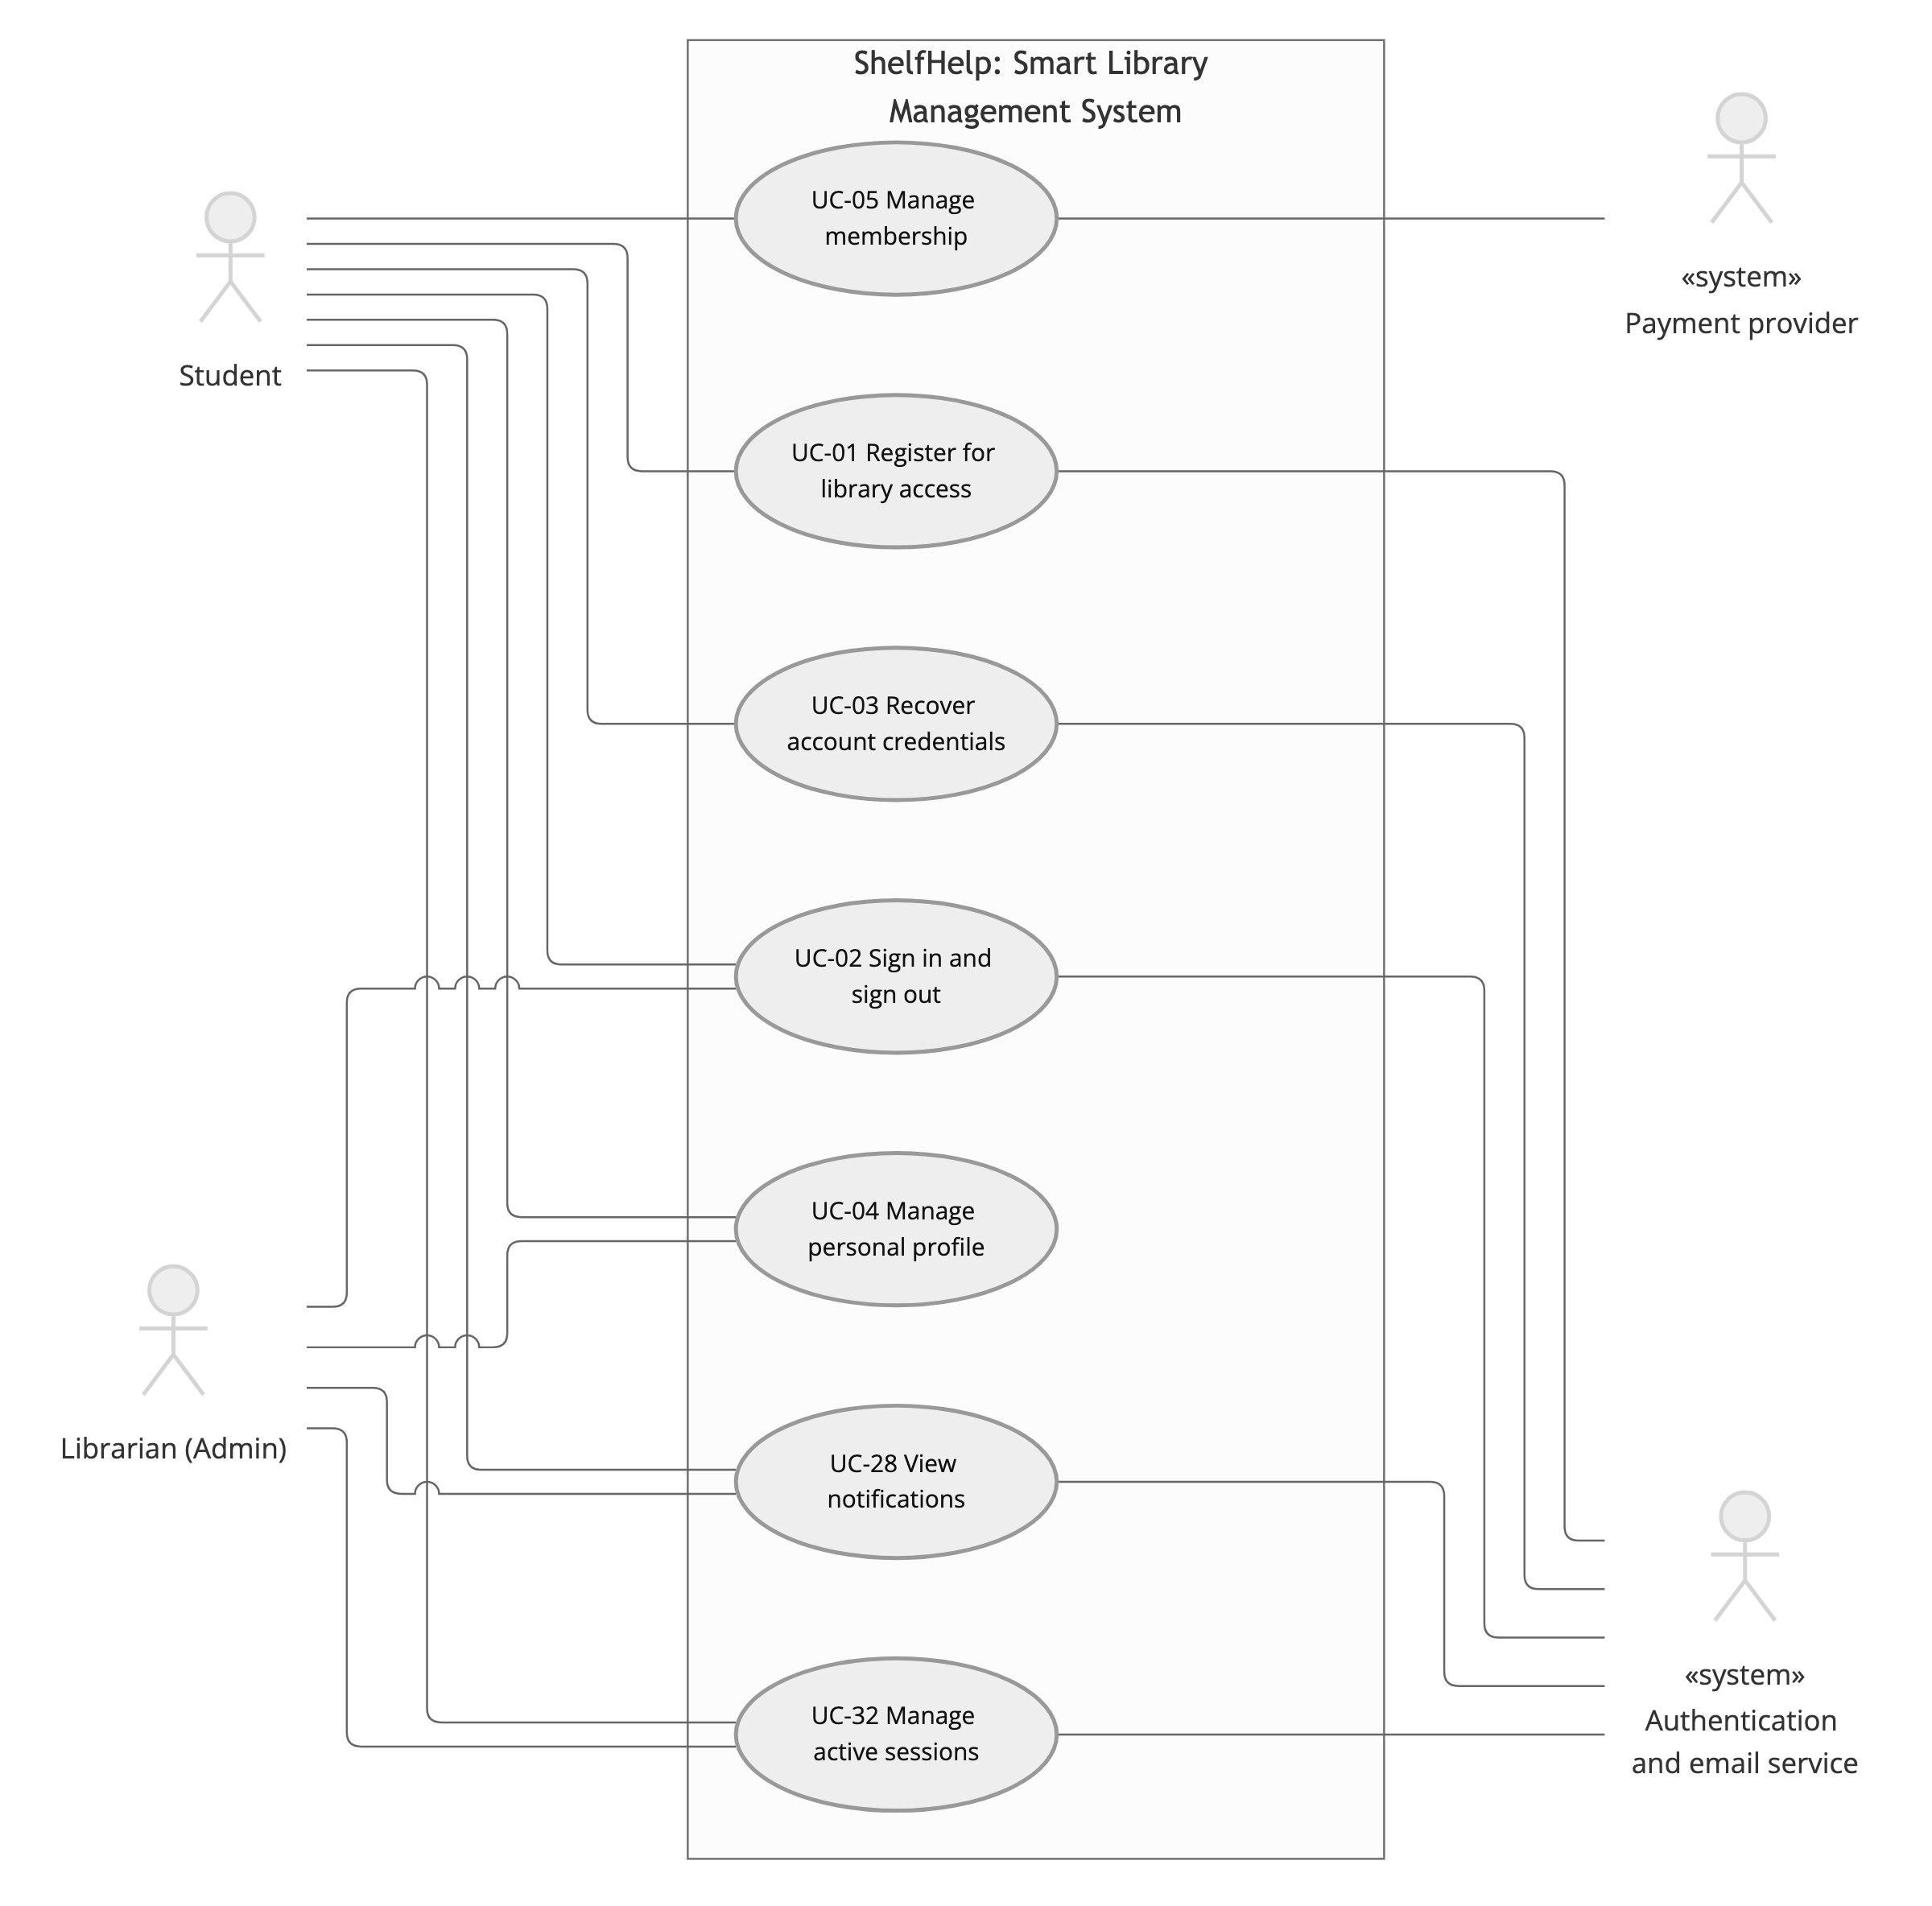 ShelfHelp: Smart Library
Management System
UC-05 Manage
membership
«system»
Payment provider
Student
UC-01 Register for
library access
UC-03 Recover
account credentials
UC-02 Sign in and
sign out
UC-04 Manage
personal profile
Librarian (Admin)
UC-28 View
notifications
«system»
Authentication
and email service
UC-32 Manage
active sessions